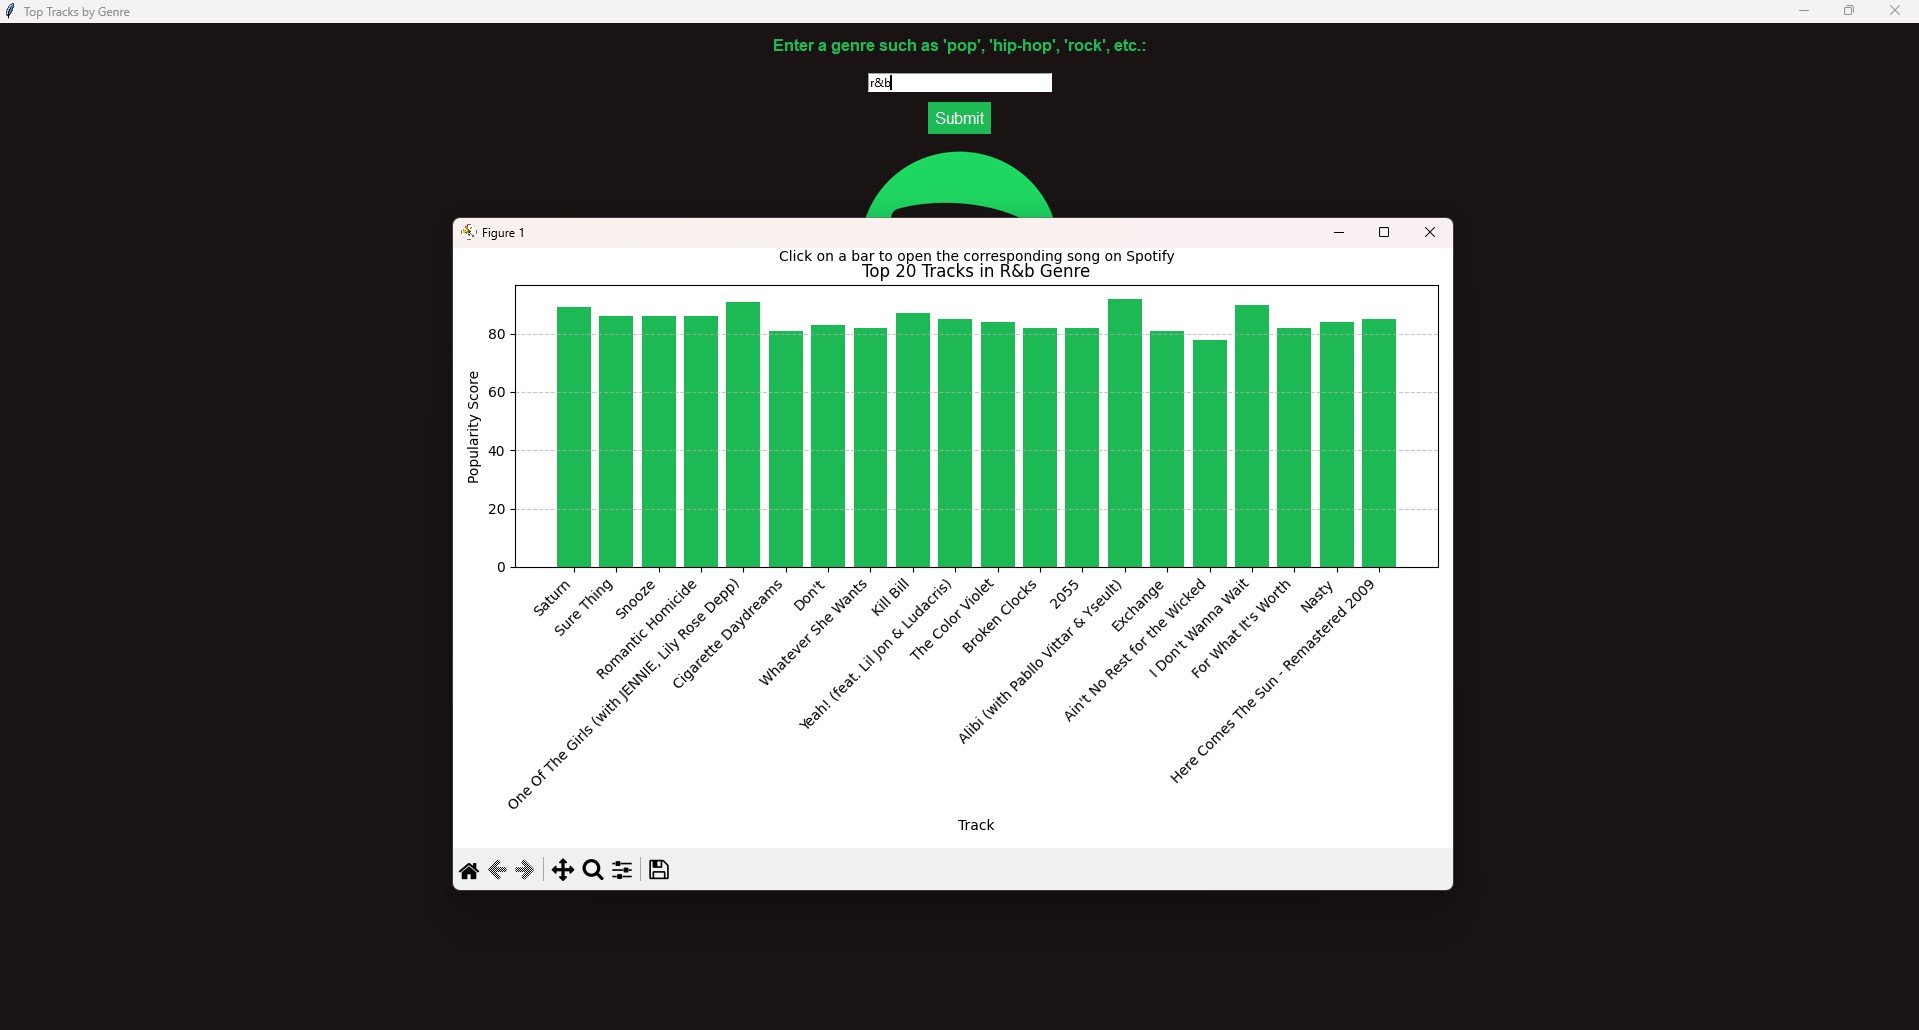 Top Tracks by Genre
Enter a genre such as 'pop', 'hip-hop', 'rock', etc.:
r&b
Submit
Figure 1
Click on a bar to open the corresponding song on Spotify
Top 20 Tracks in R&b Genre
Popularity Score
80
60
40
20
0
Saturn
Sure Thing
Snooze
Romantic Homicide
One Of The Girls (with JENNIE, Lily Rose Depp)
Cigarette Daydreams
Don't
Whatever She Wants
Kill Bill
Yeah! (feat. Lil Jon & Ludacris)
The Color Violet
Broken Clocks
2055
Alibi (with Pabllo Vittar & Yseult)
Exchange
Ain't No Rest for the Wicked
I Don't Wanna Wait
For What It's Worth
Nasty
Here Comes The Sun - Remastered 2009
Track